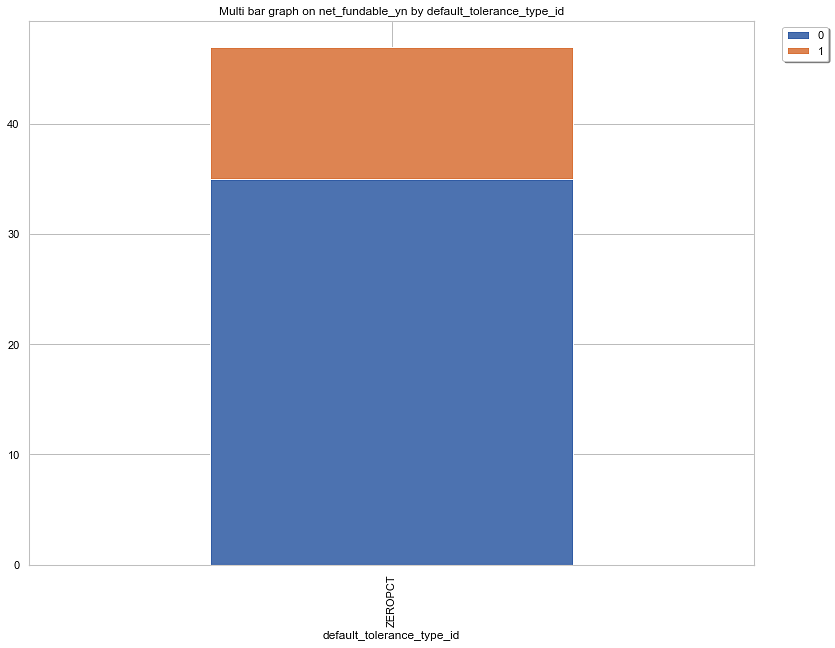 Multi bar graph on net_fundable_yn by default_tolerance_type_id
0
1
40
30
20
10
0
ZEROPCT
default_tolerance_type_id